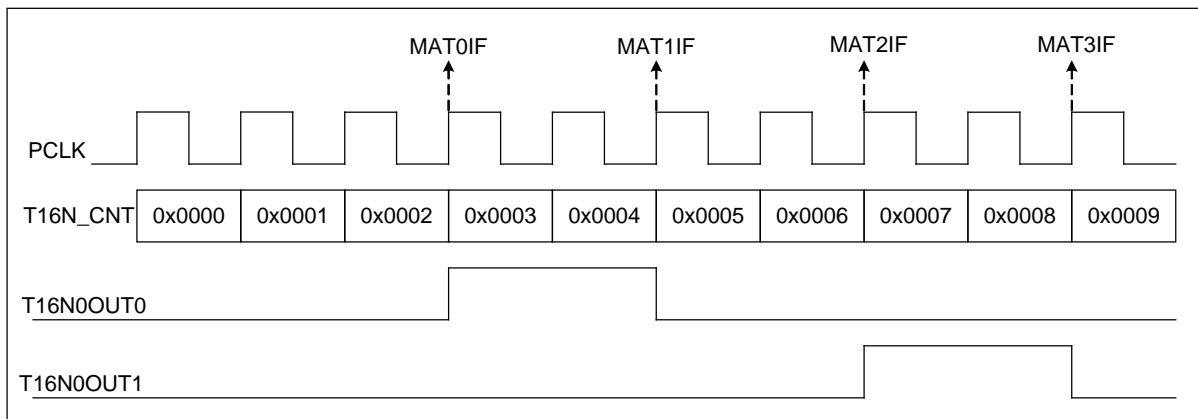 MAT0IF MAT1IF MAT2IF MAT3IF
PCLK
T16N_CNT 0x0000 0x0001 0x0002 0x0003 0x0004 0x0005 0x0006 0x0007 0x0008 0x0009
T16N0OUT0
T16N0OUT1